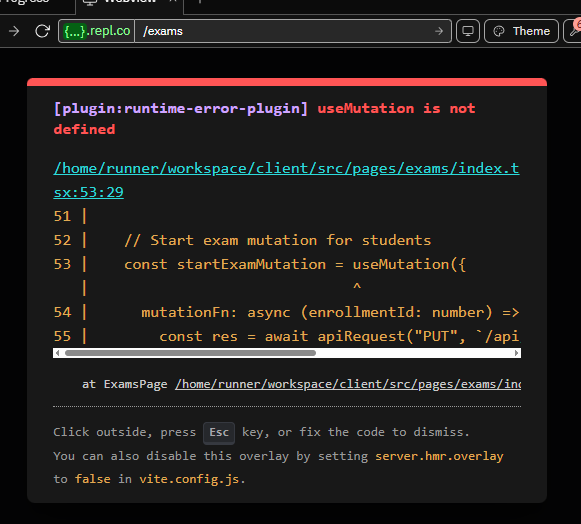 Webview
{...}.repl.co /exams
Theme
[plugin:runtime-error-plugin] useMutation is not
defined
/home/runner/workspace/client/src/pages/exams/index.t
sx:53:29
51 |
52 |    // Start exam mutation for students
53 |    const startExamMutation = useMutation({
|                              ^
54 |      mutationFn: async (enrollmentId: number) =>
55 |        const res = await apiRequest("PUT", `/api
at ExamsPage /home/runner/workspace/client/src/pages/exams/in
Click outside, press Esc key, or fix the code to dismiss.
You can also disable this overlay by setting server.hmr.overlay
to false in vite.config.js.